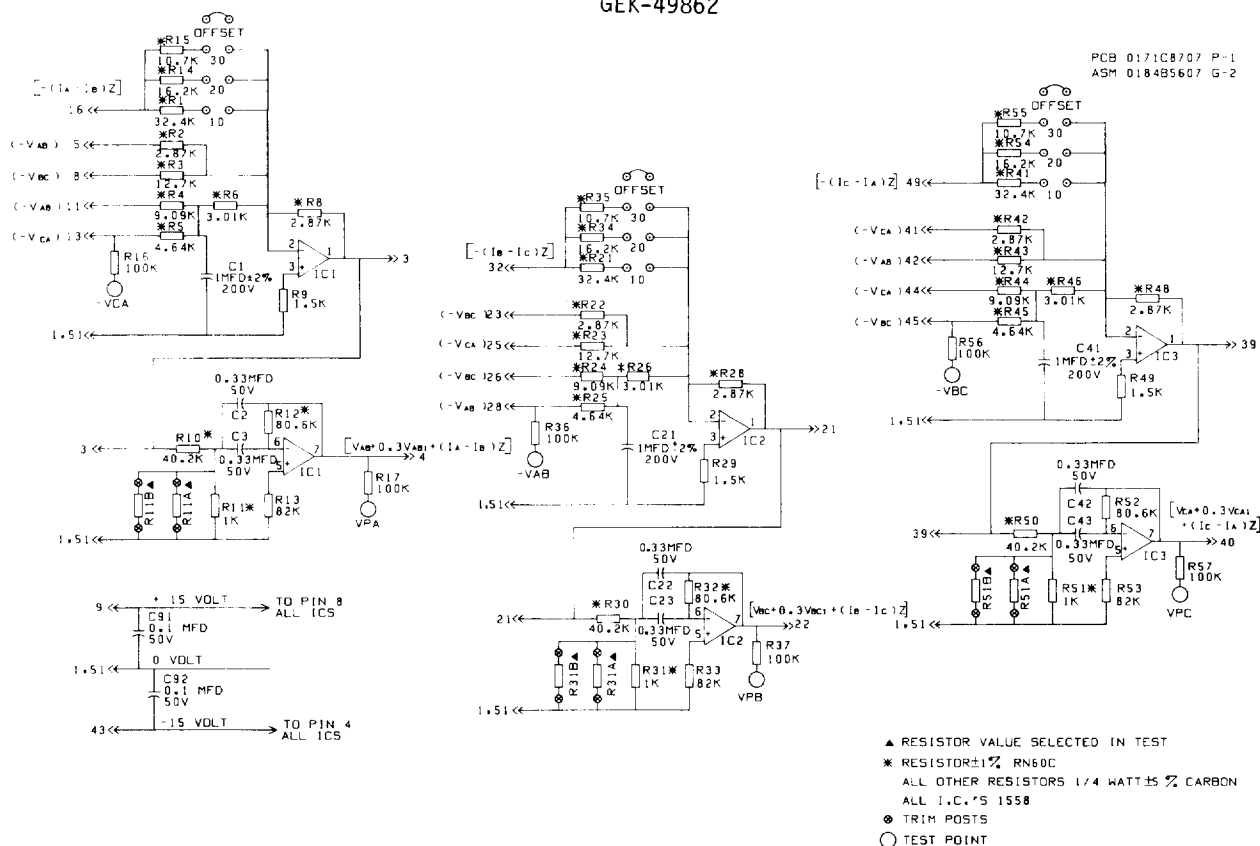 GEK-49862
PCB 0171C8707 P-1
ASM 0184B5607 G-2
OFFSET
*R15
10.7K 30
*R14
16.2K 20
[-(IA-IB)Z]
16
*R1
32.4K 10
(-VAB) 5
*R2
2.87K
(-VBC) 8
*R3
12.7K
(-VAB) 11
*R4
9.09K
*R6
3.01K
(-VCA) 13
*R5
4.64K
*R8
2.87K
R16
100K
-VCA
C1
1MFD±2%
200V
2
3
1
IC1
3
R9
1.5K
1.51
0.33MFD
50V
C2
R12*
80.6K
3
R10*
40.2K
C3
0.33MFD
50V
6
5
7
IC1
[VAB+0.3VAB1+(IA-IB)Z]
4
R11B▲
R11A▲
R11*
1K
R13
82K
R17
100K
VPA
1.51
9
+ 15 VOLT
TO PIN 8
ALL ICS
C91
0.1 MFD
50V
1.51
0 VOLT
C92
0.1 MFD
50V
43
-15 VOLT
TO PIN 4
ALL ICS
OFFSET
*R35
10.7K 30
*R34
16.2K 20
[-(IB-IC)Z]
32
*R21
32.4K 10
(-VBC) 23
*R22
2.87K
(-VCA) 25
*R23
12.7K
(-VBC) 26
*R24
9.09K
*R26
3.01K
(-VAB) 28
*R25
4.64K
*R28
2.87K
R36
100K
-VAB
C21
1MFD±2%
200V
2
3
1
IC2
21
R29
1.5K
1.51
0.33MFD
50V
C22
R32*
80.6K
21
*R30
40.2K
C23
0.33MFD
50V
6
5
7
IC2
[VBC+0.3VBC1+(IB-IC)Z]
22
R31B▲
R31A▲
R31*
1K
R33
82K
R37
100K
VPB
1.51
OFFSET
*R55
10.7K 30
*R54
16.2K 20
[-(IC-IA)Z] 49
*R41
32.4K 10
(-VCA) 41
*R42
2.87K
(-VAB) 42
*R43
12.7K
(-VCA) 44
*R44
9.09K
*R46
3.01K
(-VBC) 45
*R45
4.64K
*R48
2.87K
R56
100K
-VBC
C41
1MFD±2%
200V
2
3
1
IC3
39
R49
1.5K
1.51
0.33MFD
50V
C42
R52
80.6K
39
*R50
40.2K
C43
0.33MFD
50V
6
5
7
IC3
[VCA+0.3VCA1
+(IC-IA)Z]
40
R51B▲
R51A▲
R51*
1K
R53
82K
R57
100K
VPC
1.51
▲ RESISTOR VALUE SELECTED IN TEST
* RESISTOR±1% RN60C
ALL OTHER RESISTORS 1/4 WATT±5 % CARBON
ALL I.C.'S 1558
⊗ TRIM POSTS
○ TEST POINT